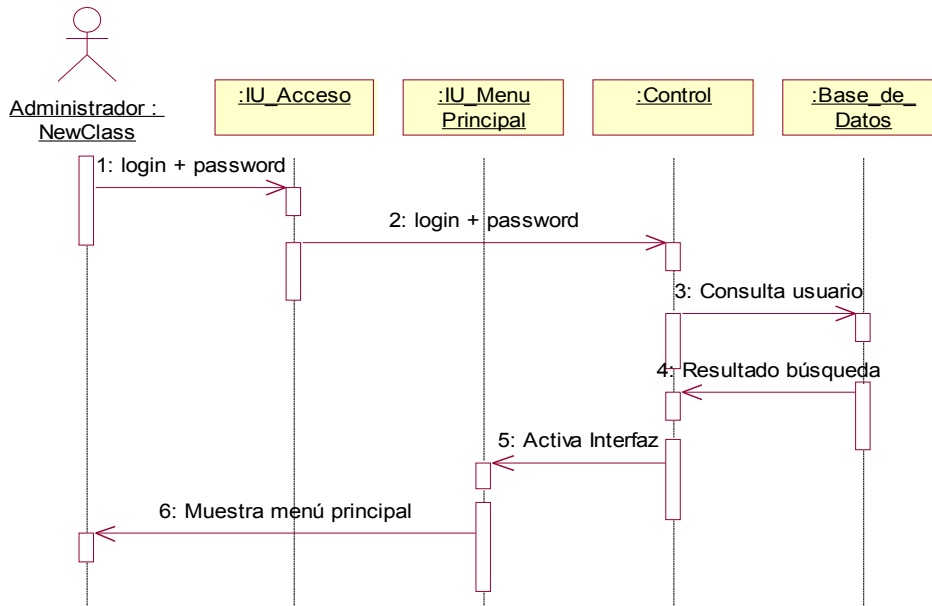 Administrador :
NewClass
:IU_Acceso
:IU_Menu
Principal
:Control
:Base_de_
Datos
1: login + password
2: login + password
3: Consulta usuario
4: Resultado búsqueda
5: Activa Interfaz
6: Muestra menú principal